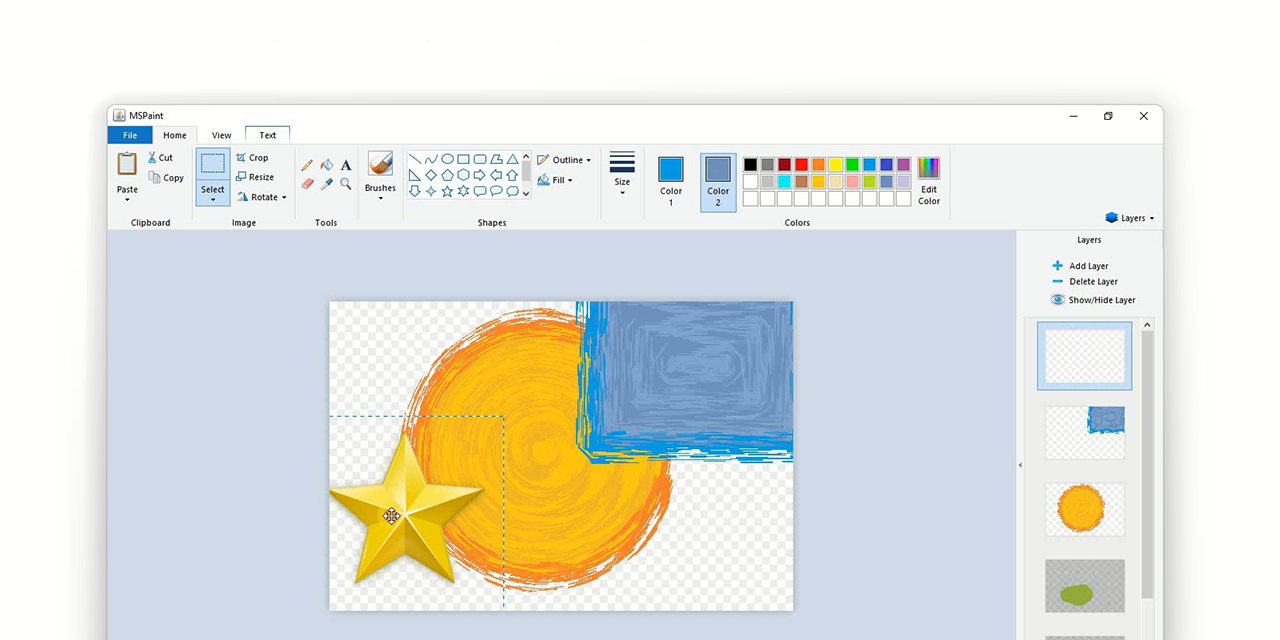 MSPaint
File Home View Text
Cut
Copy
Paste
Clipboard
Select
Crop
Resize
Rotate
Image
A
Tools
Brushes
Outline
Fill
Shapes
Size
Color
1
Color
2
Edit
Color
Colors
Layers
Layers
Add Layer
Delete Layer
Show/Hide Layer